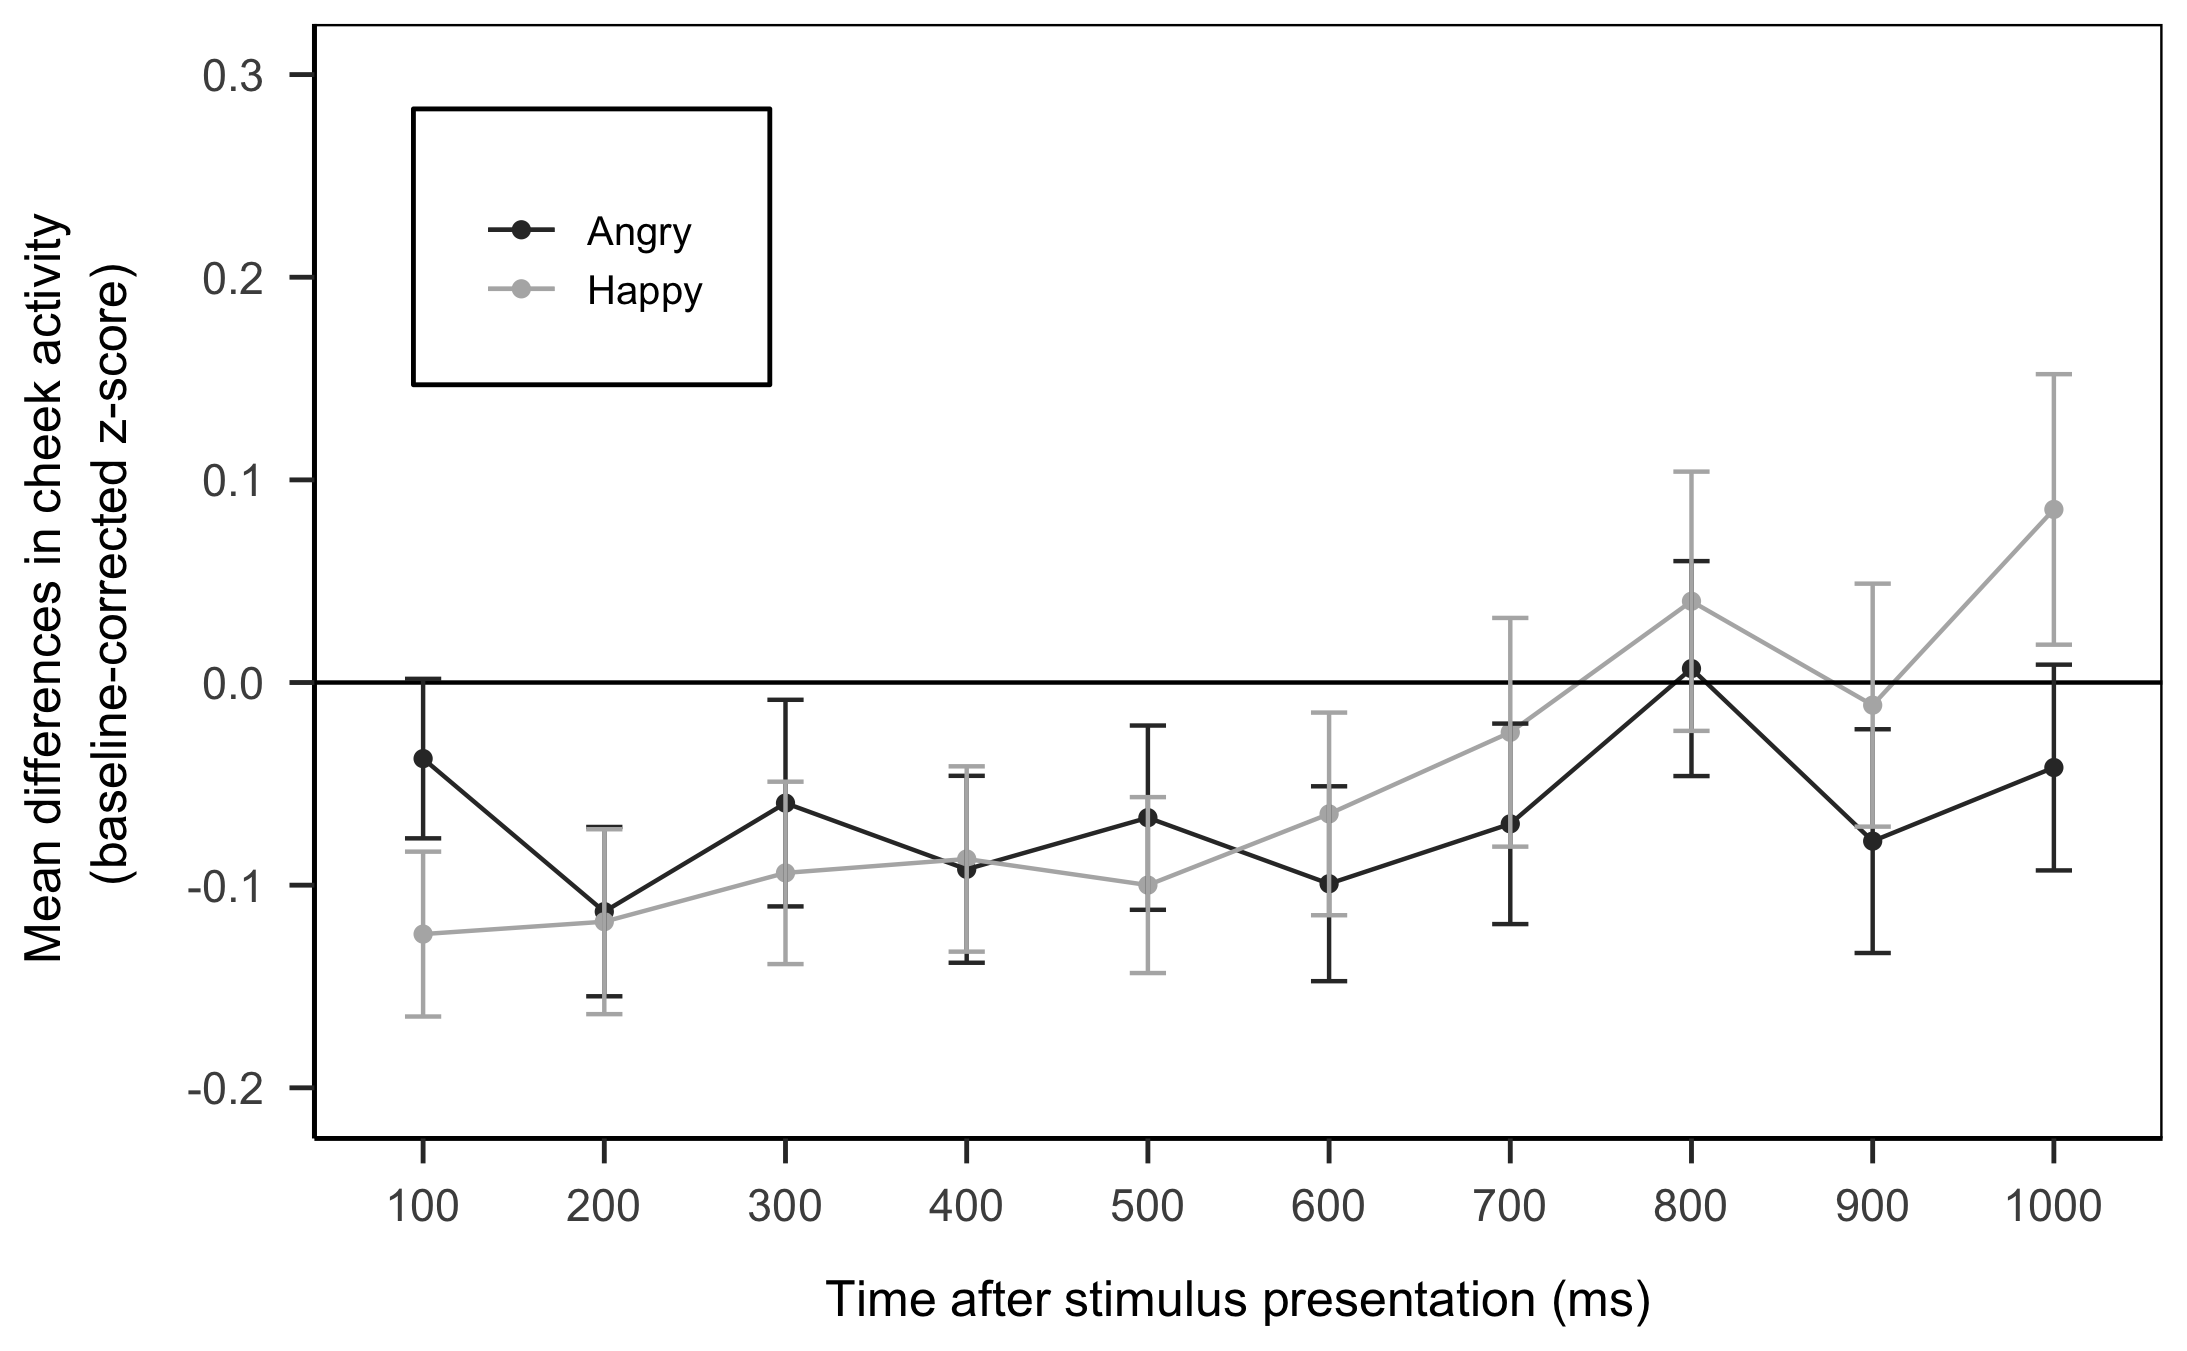 Mean differences in cheek activity
(baseline-corrected z-score)
0.3
0.2
0.1
0.0
-0.1
-0.2
Angry
Happy
100 200 300 400 500 600 700 800 900 1000
Time after stimulus presentation (ms)